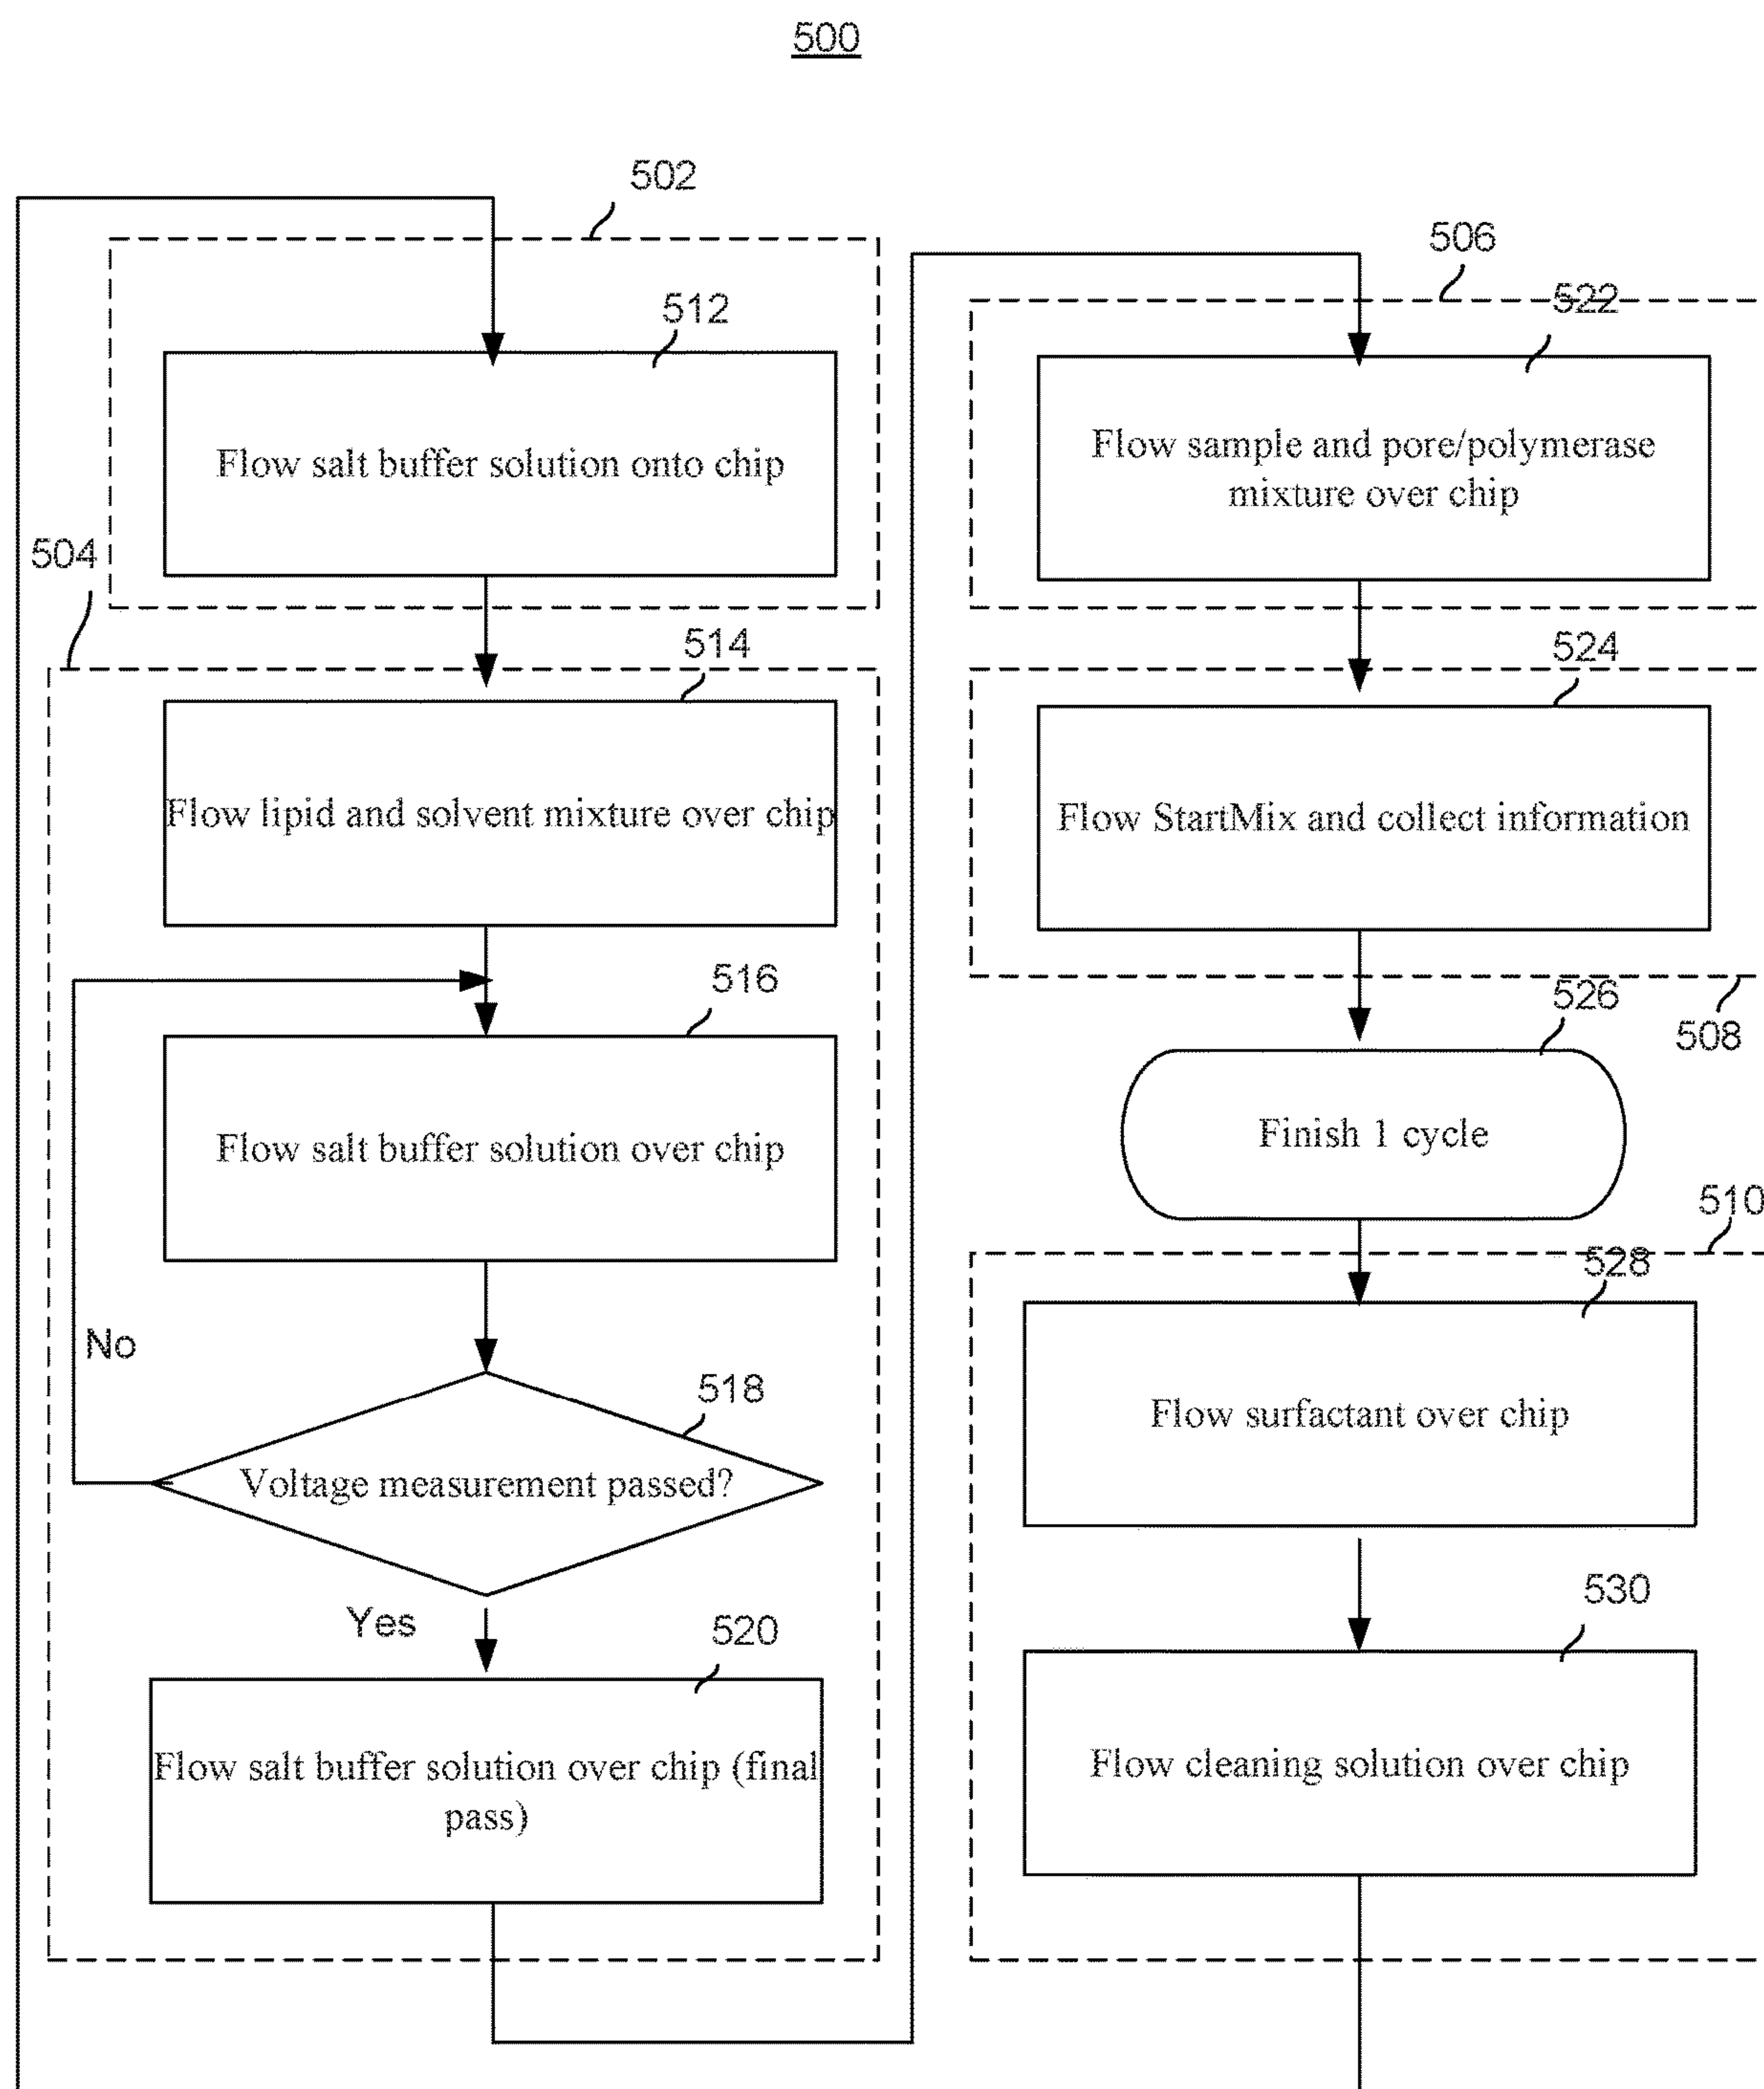 500
502
512
Flow salt buffer solution onto chip
504
514
Flow lipid and solvent mixture over chip
516
Flow salt buffer solution over chip
No
518
Voltage measurement passed?
Yes
520
Flow salt buffer solution over chip (final
pass)
506
522
Flow sample and pore/polymerase
mixture over chip
524
Flow StartMix and collect information
526
508
Finish 1 cycle
510
528
Flow surfactant over chip
530
Flow cleaning solution over chip